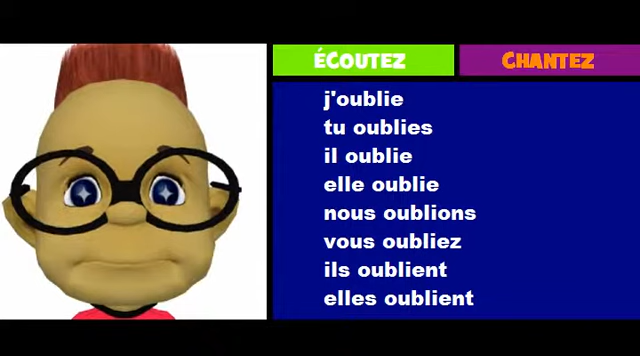 ÉCOUTEZ
CHANTEZ
j'oublie
tu oublies
il oublie
elle oublie
nous oublions
vous oubliez
ils oublient
elles oublient